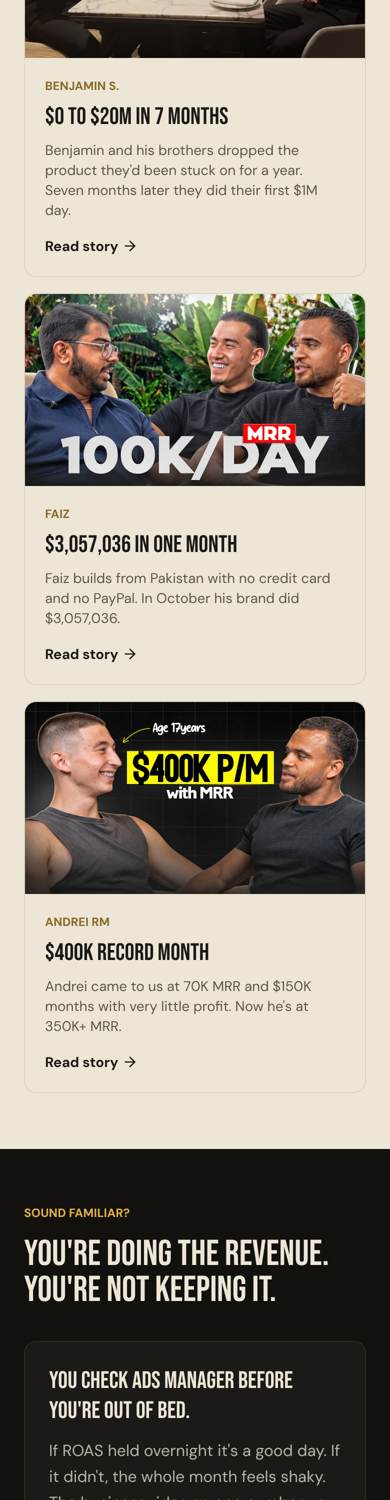 BENJAMIN S.
$0 TO $20M IN 7 MONTHS
Benjamin and his brothers dropped the
product they'd been stuck on for a year.
Seven months later they did their first $1M
day.
Read story →
MRR
100K/DAY
FAIZ
$3,057,036 IN ONE MONTH
Faiz builds from Pakistan with no credit card
and no PayPal. In October his brand did
$3,057,036.
Read story →
Age 17years
$400K P/M
with MRR
ANDREI RM
$400K RECORD MONTH
Andrei came to us at 70K MRR and $150K
months with very little profit. Now he's at
350K+ MRR.
Read story →
SOUND FAMILIAR?
YOU'RE DOING THE REVENUE.
YOU'RE NOT KEEPING IT.
YOU CHECK ADS MANAGER BEFORE
YOU'RE OUT OF BED.
If ROAS held overnight it's a good day. If
it didn't, the whole month feels shaky.